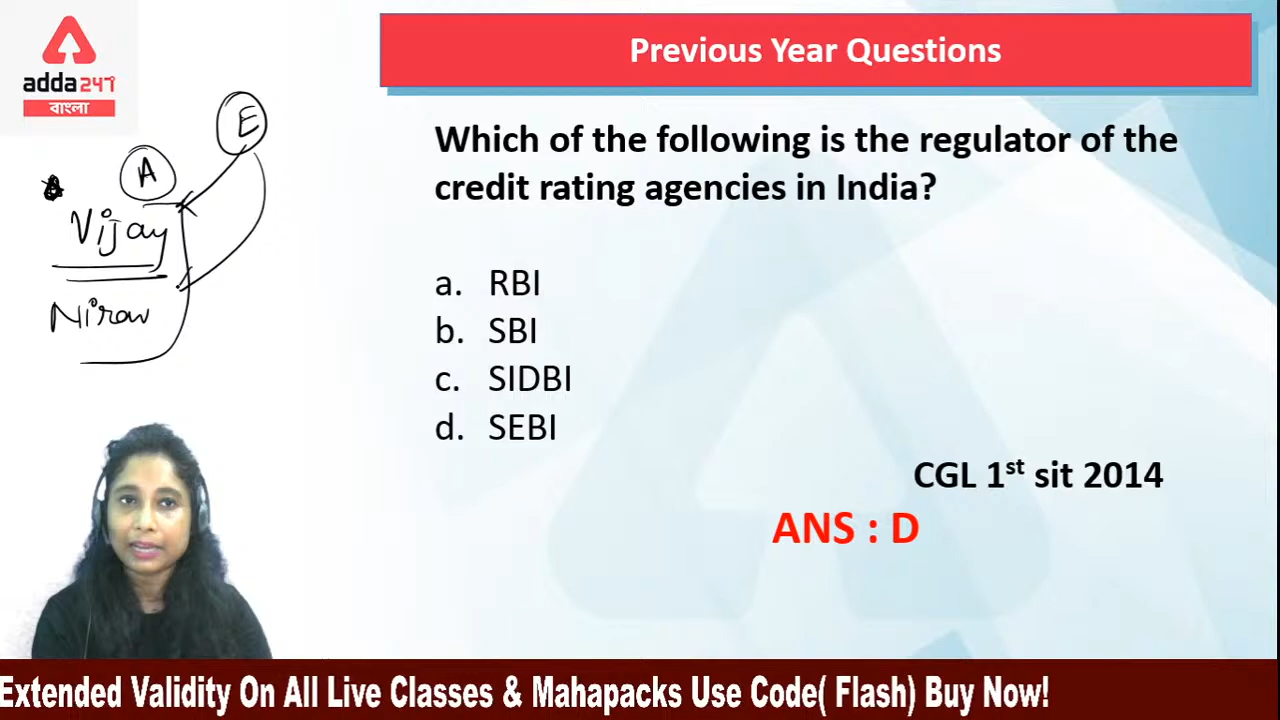 adda247
বাংলা
Previous Year Questions
E
A
Vijay
Nirav
Which of the following is the regulator of the
credit rating agencies in India?
a. RBI
b. SBI
c. SIDBI
d. SEBI
CGL 1st sit 2014
ANS : D
Extended Validity On All Live Classes & Mahapacks Use Code( Flash) Buy Now!